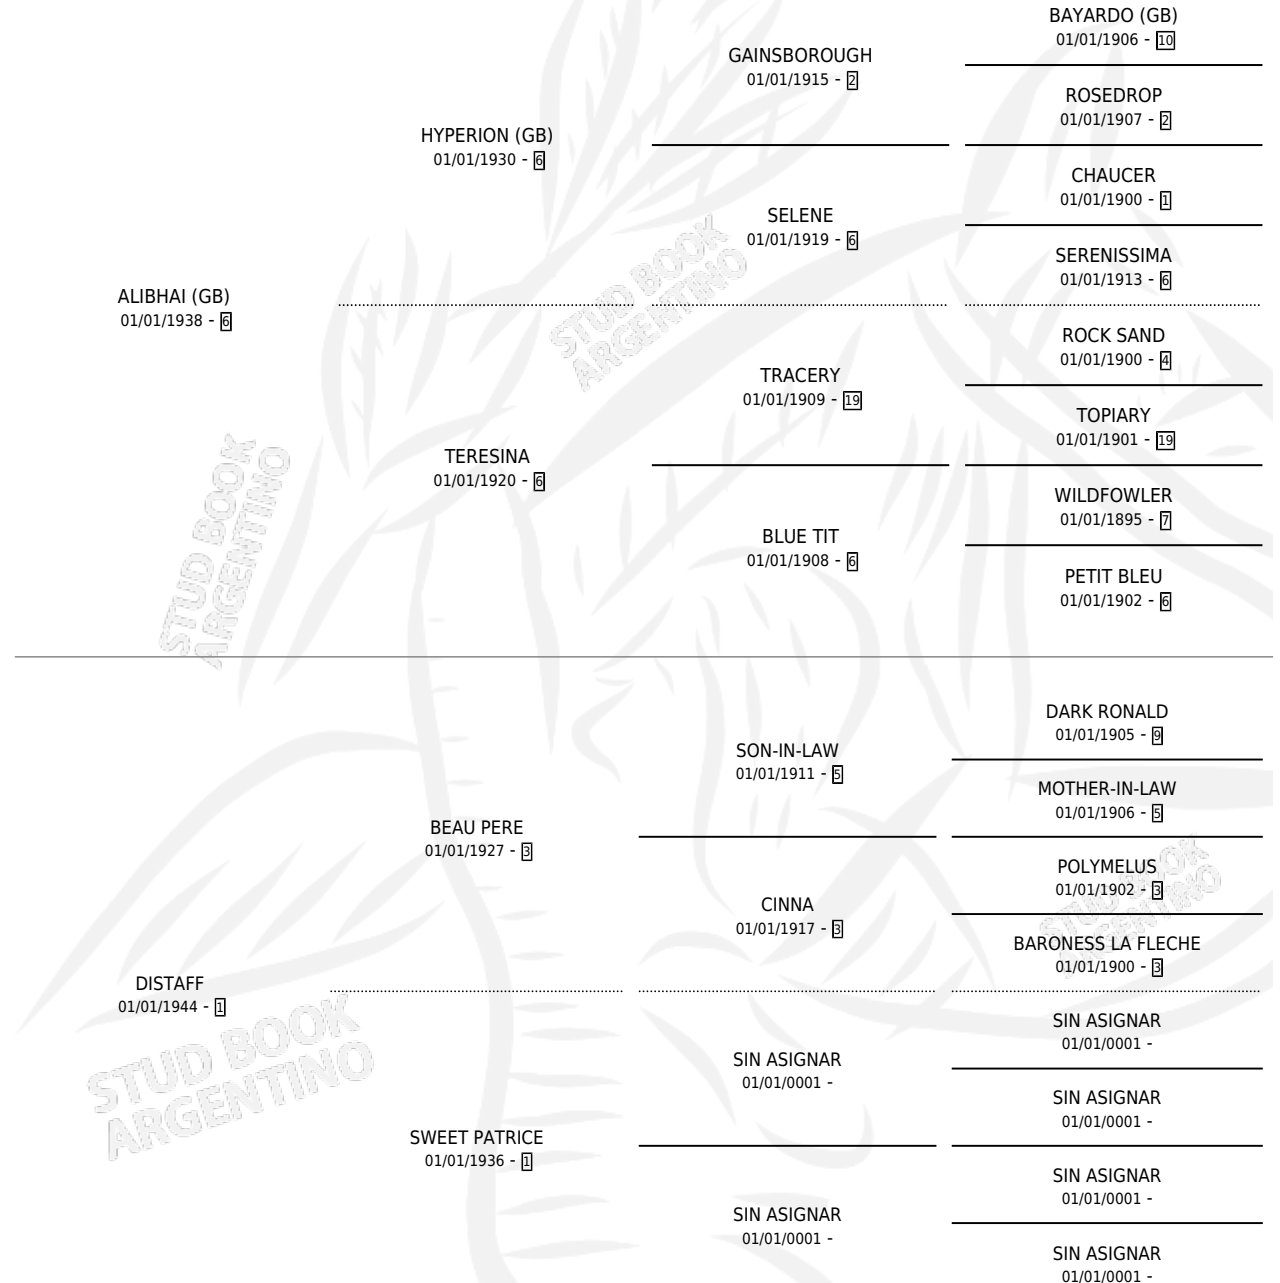 BAYARDO (GB)
01/01/1906 - 10
GAINSBOROUGH
01/01/1915 - 2
ROSEDROP
01/01/1907 - 2
HYPERION (GB)
01/01/1930 - 6
CHAUCER
01/01/1900 - 1
SELENE
01/01/1919 - 6
SERENISSIMA
01/01/1913 - 6
ALIBHAI (GB)
01/01/1938 - 6
STUD BOOK
ARGENTINO
ROCK SAND
01/01/1900 - 4
TRACERY
01/01/1909 - 19
TOPIARY
01/01/1901 - 19
TERESINA
01/01/1920 - 6
STUD BOOK
ARGENTINO
WILDFOWLER
01/01/1895 - 7
BLUE TIT
01/01/1908 - 6
PETIT BLEU
01/01/1902 - 6
DARK RONALD
01/01/1905 - 9
SON-IN-LAW
01/01/1911 - 5
MOTHER-IN-LAW
01/01/1906 - 5
BEAU PERE
01/01/1927 - 3
POLYMELUS
01/01/1902 - 3
STUD BOOK
ARGENTINO
CINNA
01/01/1917 - 3
BARONESS LA FLECHE
01/01/1900 - 3
DISTAFF
01/01/1944 - 1
STUD BOOK
ARGENTINO
SIN ASIGNAR
01/01/0001 -
SIN ASIGNAR
01/01/0001 -
SIN ASIGNAR
01/01/0001 -
SWEET PATRICE
01/01/1936 - 1
SIN ASIGNAR
01/01/0001 -
SIN ASIGNAR
01/01/0001 -
SIN ASIGNAR
01/01/0001 -